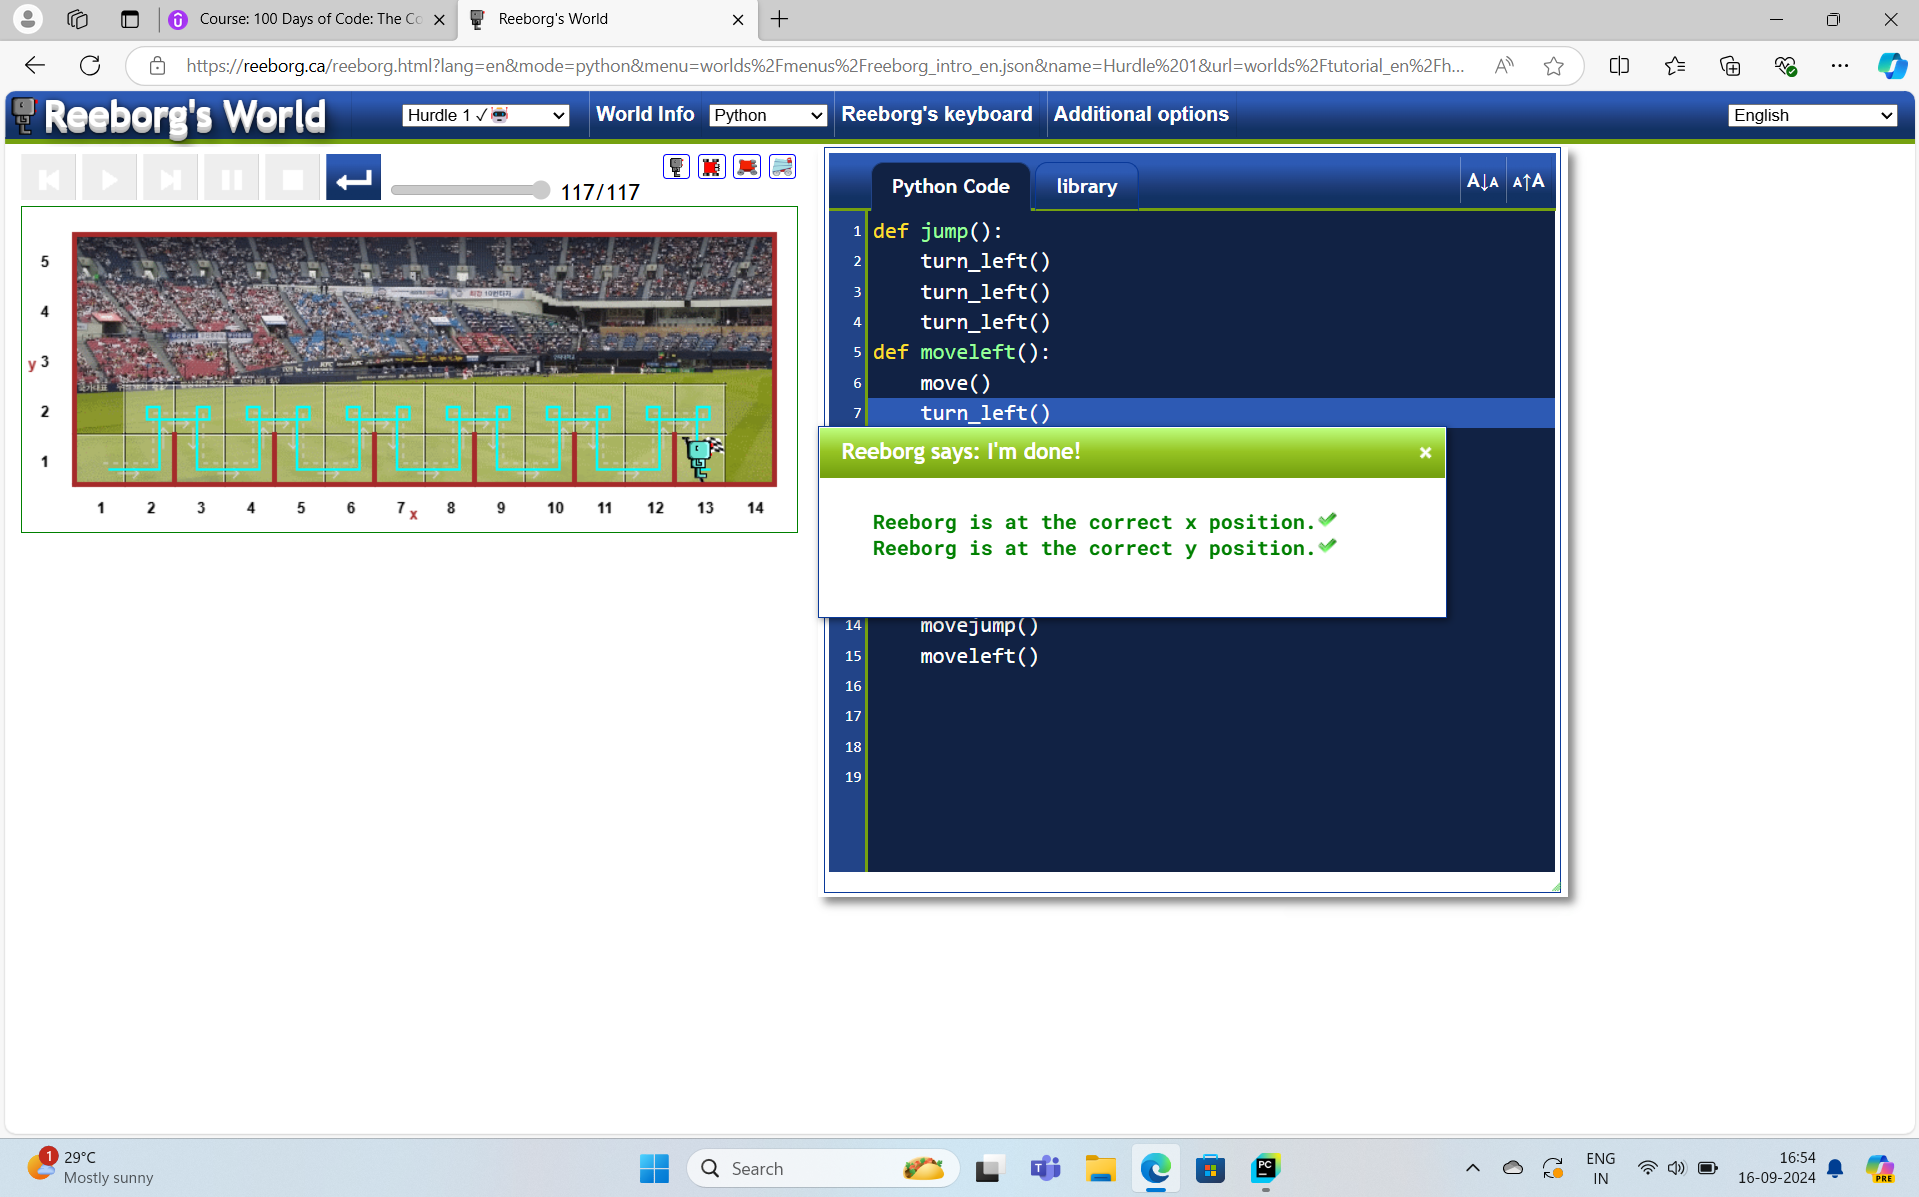 Course: 100 Days of Code: The Co
Reeborg's World
https://reeborg.ca/reeborg.html?lang=en&mode=python&menu=worlds%2Fmenus%2Freeborg_intro_en.json&name=Hurdle%201&url=worlds%2Ftutorial_en%2Fh...
Reeborg's World
Hurdle 1 ✓
World Info
Python
Reeborg's keyboard
Additional options
English
117/117
5
4
y 3
2
1
1 2 3 4 5 6 7 x 8 9 10 11 12 13 14
Python Code
library
A↓A
A↑A
1 def jump():
2 turn_left()
3 turn_left()
4 turn_left()
5 def moveleft():
6 move()
7 turn_left()
Reeborg says: I'm done!
Reeborg is at the correct x position.✔
Reeborg is at the correct y position.✔
14 movejump()
15 moveleft()
16
17
18
19
1
29°C
Mostly sunny
Search
PC
ENG
IN
16:54
16-09-2024
PRE